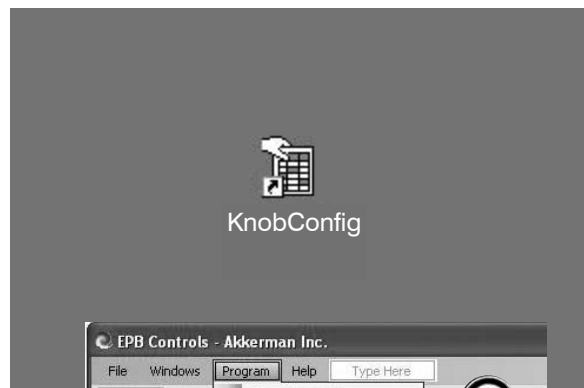 KnobConfig
EPB Controls - Akkerman Inc.
File Windows Program Help Type Here